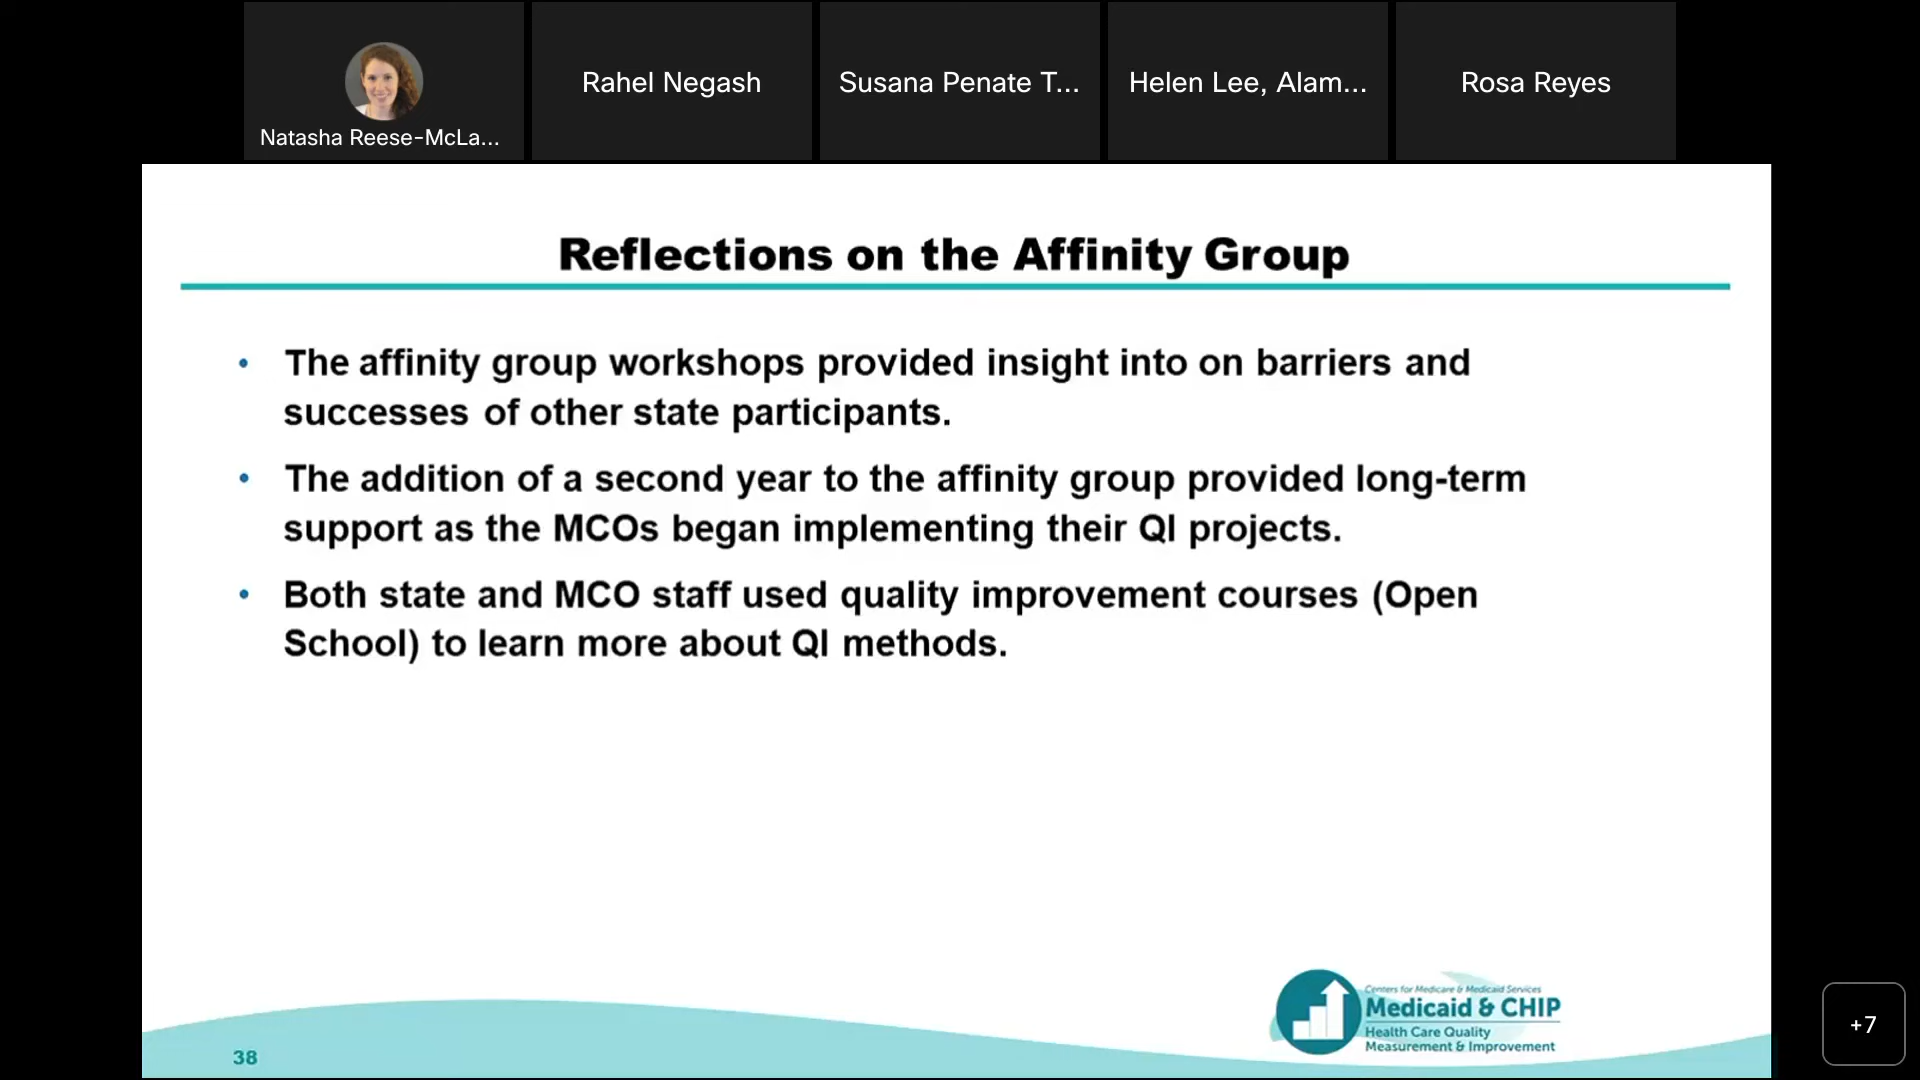 Natasha Reese-McLa...
Rahel Negash
Susana Penate T...
Helen Lee, Alam...
Rosa Reyes
Reflections on the Affinity Group
• The affinity group workshops provided insight into on barriers and
successes of other state participants.
• The addition of a second year to the affinity group provided long-term
support as the MCOs began implementing their QI projects.
• Both state and MCO staff used quality improvement courses (Open
School) to learn more about QI methods.
Centers for Medicare & Medicaid Services
Medicaid & CHIP
Health Care Quality
Measurement & Improvement
38
+7